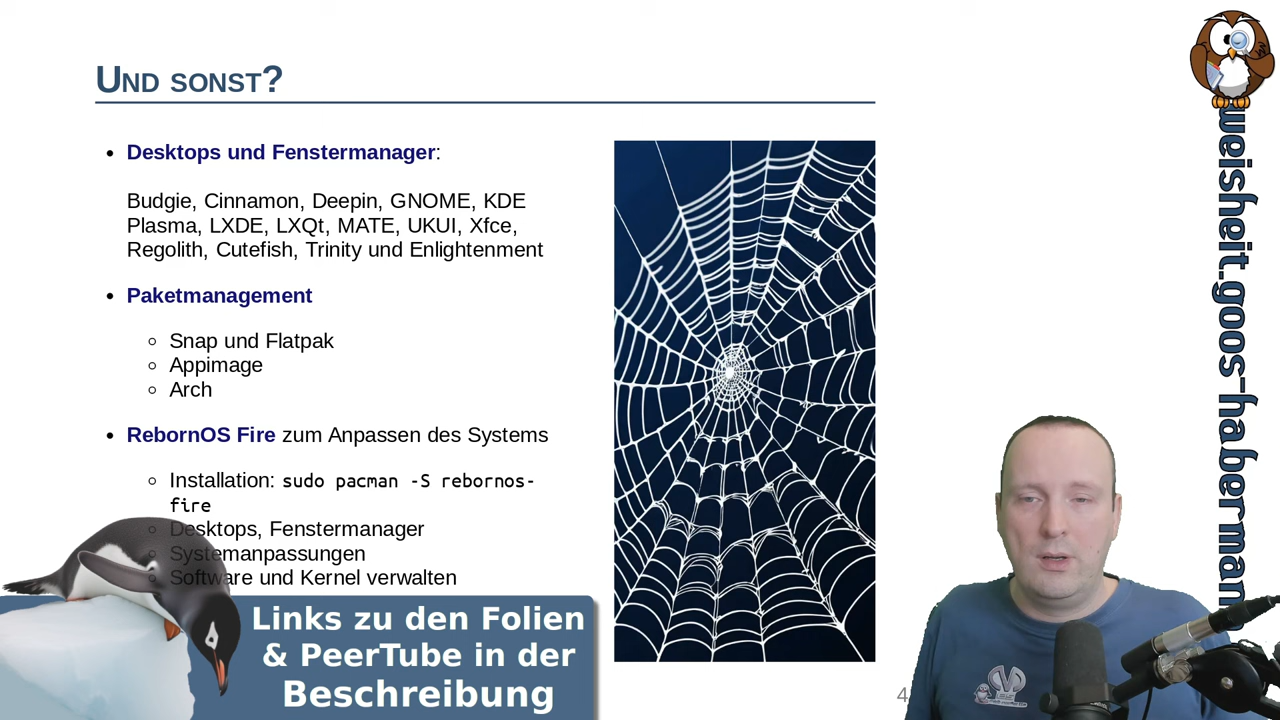 Und sonst?
• Desktops und Fenstermanager:
Budgie, Cinnamon, Deepin, GNOME, KDE
Plasma, LXDE, LXQt, MATE, UKUI, Xfce,
Regolith, Cutefish, Trinity und Enlightenment
• Paketmanagement
◦ Snap und Flatpak
◦ Appimage
◦ Arch
• RebornOS Fire zum Anpassen des Systems
◦ Installation: sudo pacman -S rebornos-
fire
◦ Desktops, Fenstermanager
◦ Systemanpassungen
◦ Software und Kernel verwalten
Links zu den Folien
& PeerTube in der
Beschreibung
4
weisheit.goos-haberman